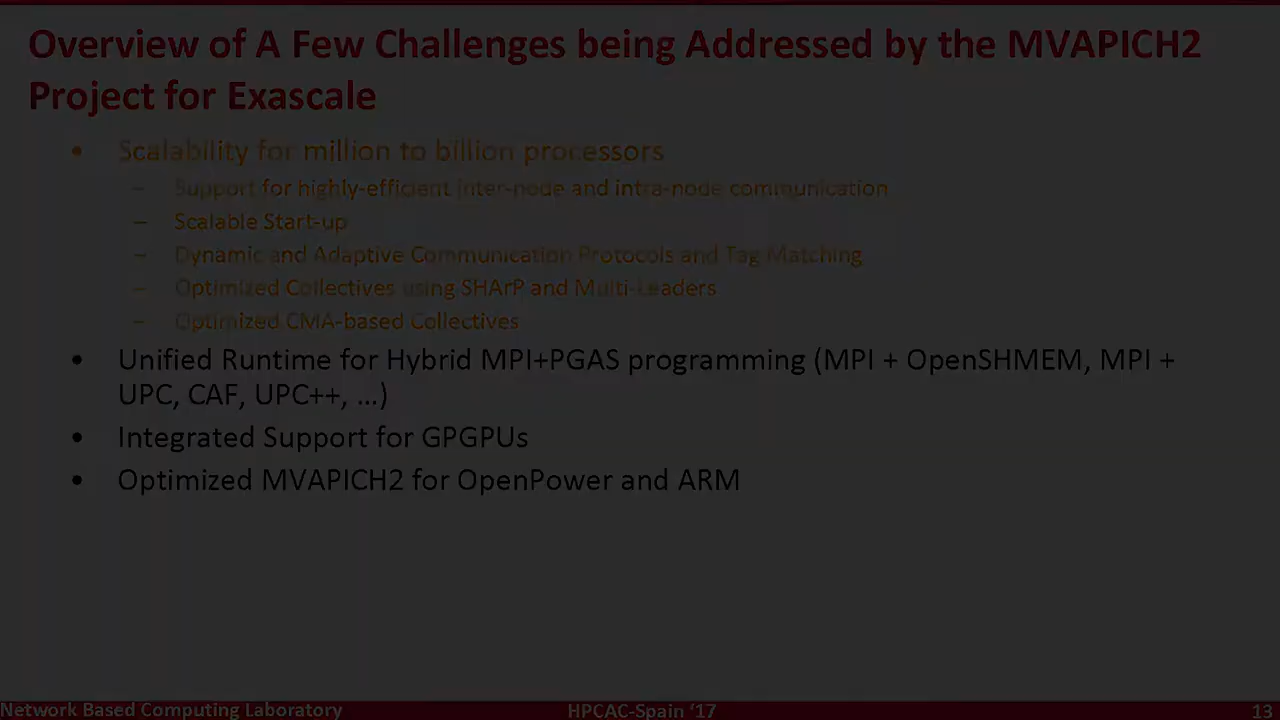 Overview of A Few Challenges being Addressed by the MVAPICH2
Project for Exascale
• Scalability for million to billion processors
– Support for highly-efficient inter-node and intra-node communication
– Scalable Start-up
– Dynamic and Adaptive Communication Protocols and Tag Matching
– Optimized Collectives using SHArP and Multi-Leaders
– Optimized CMA-based Collectives
• Unified Runtime for Hybrid MPI+PGAS programming (MPI + OpenSHMEM, MPI +
UPC, CAF, UPC++, …)
• Integrated Support for GPGPUs
• Optimized MVAPICH2 for OpenPower and ARM
Network Based Computing Laboratory
HPCAC-Spain ‘17
13